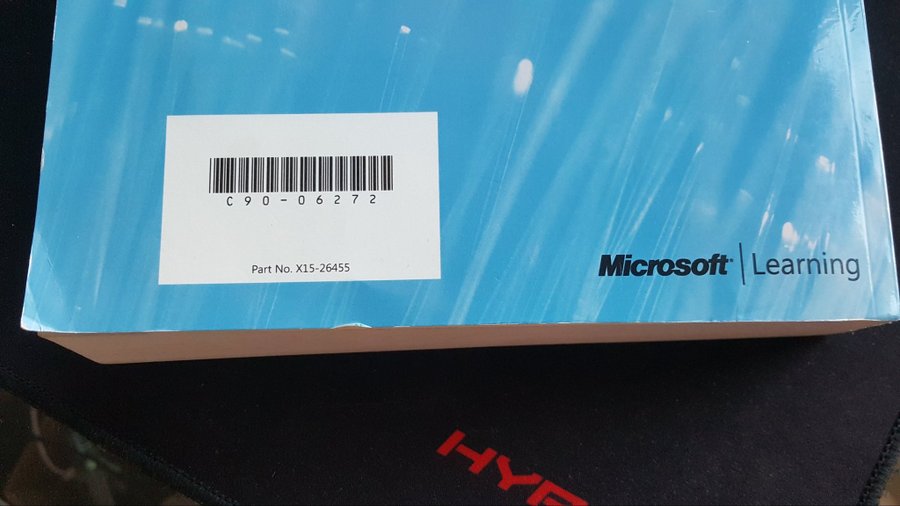 C90-06272
Part No. X15-26455
Microsoft | Learning
HYP